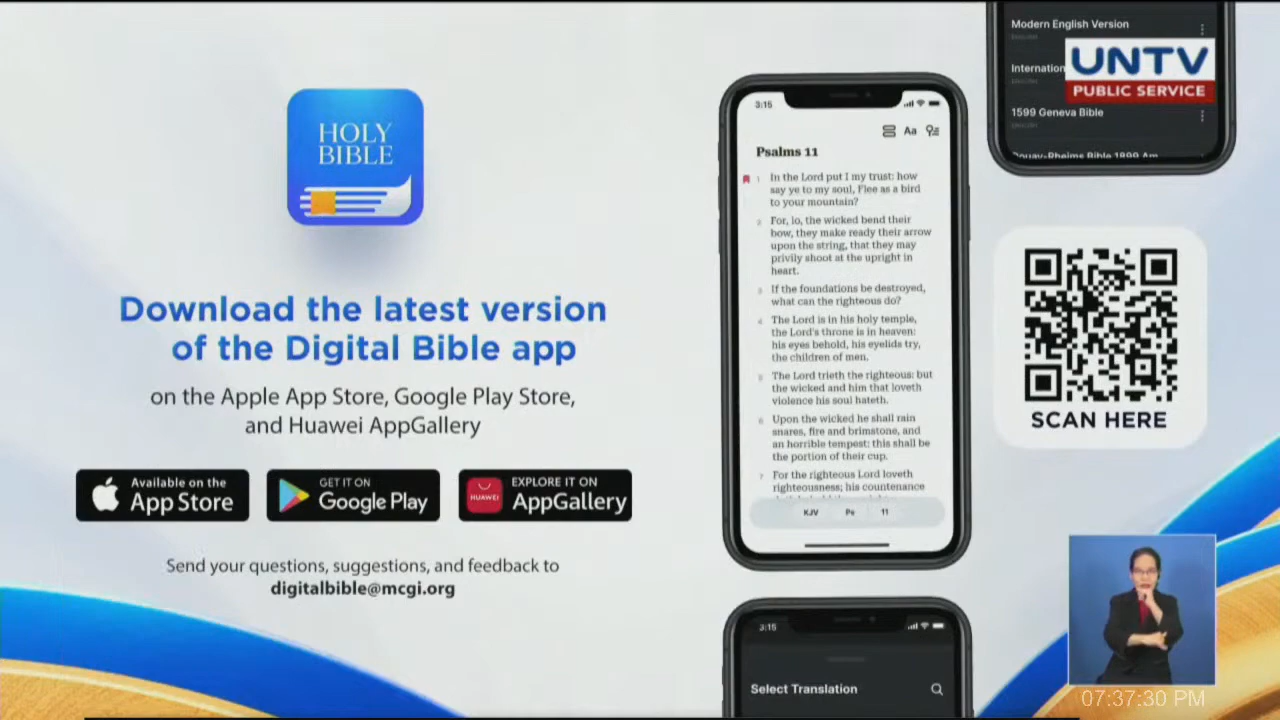 HOLY
BIBLE
Download the latest version
of the Digital Bible app
on the Apple App Store, Google Play Store,
and Huawei AppGallery
Available on the
App Store
GET IT ON
Google Play
HUAWEI
EXPLORE IT ON
AppGallery
Send your questions, suggestions, and feedback to
digitalbible@mcgi.org
3:15
Aa
Psalms 11
1 In the Lord put I my trust: how
say ye to my soul, Flee as a bird
to your mountain?
2 For, lo, the wicked bend their
bow, they make ready their arrow
upon the string, that they may
privily shoot at the upright in
heart.
3 If the foundations be destroyed,
what can the righteous do?
4 The Lord is in his holy temple,
the Lord's throne is in heaven:
his eyes behold, his eyelids try,
the children of men.
5 The Lord trieth the righteous: but
the wicked and him that loveth
violence his soul hateth.
6 Upon the wicked he shall rain
snares, fire and brimstone, and
an horrible tempest: this shall be
the portion of their cup.
7 For the righteous Lord loveth
righteousness; his countenance
KJV Ps 11
3:15
Select Translation
Modern English Version
ENGLISH
Internation
1599 Geneva Bible
ENGLISH
Douay-Rheims Bible 1899 Am
UNTV
PUBLIC SERVICE
SCAN HERE
07:37:30 PM